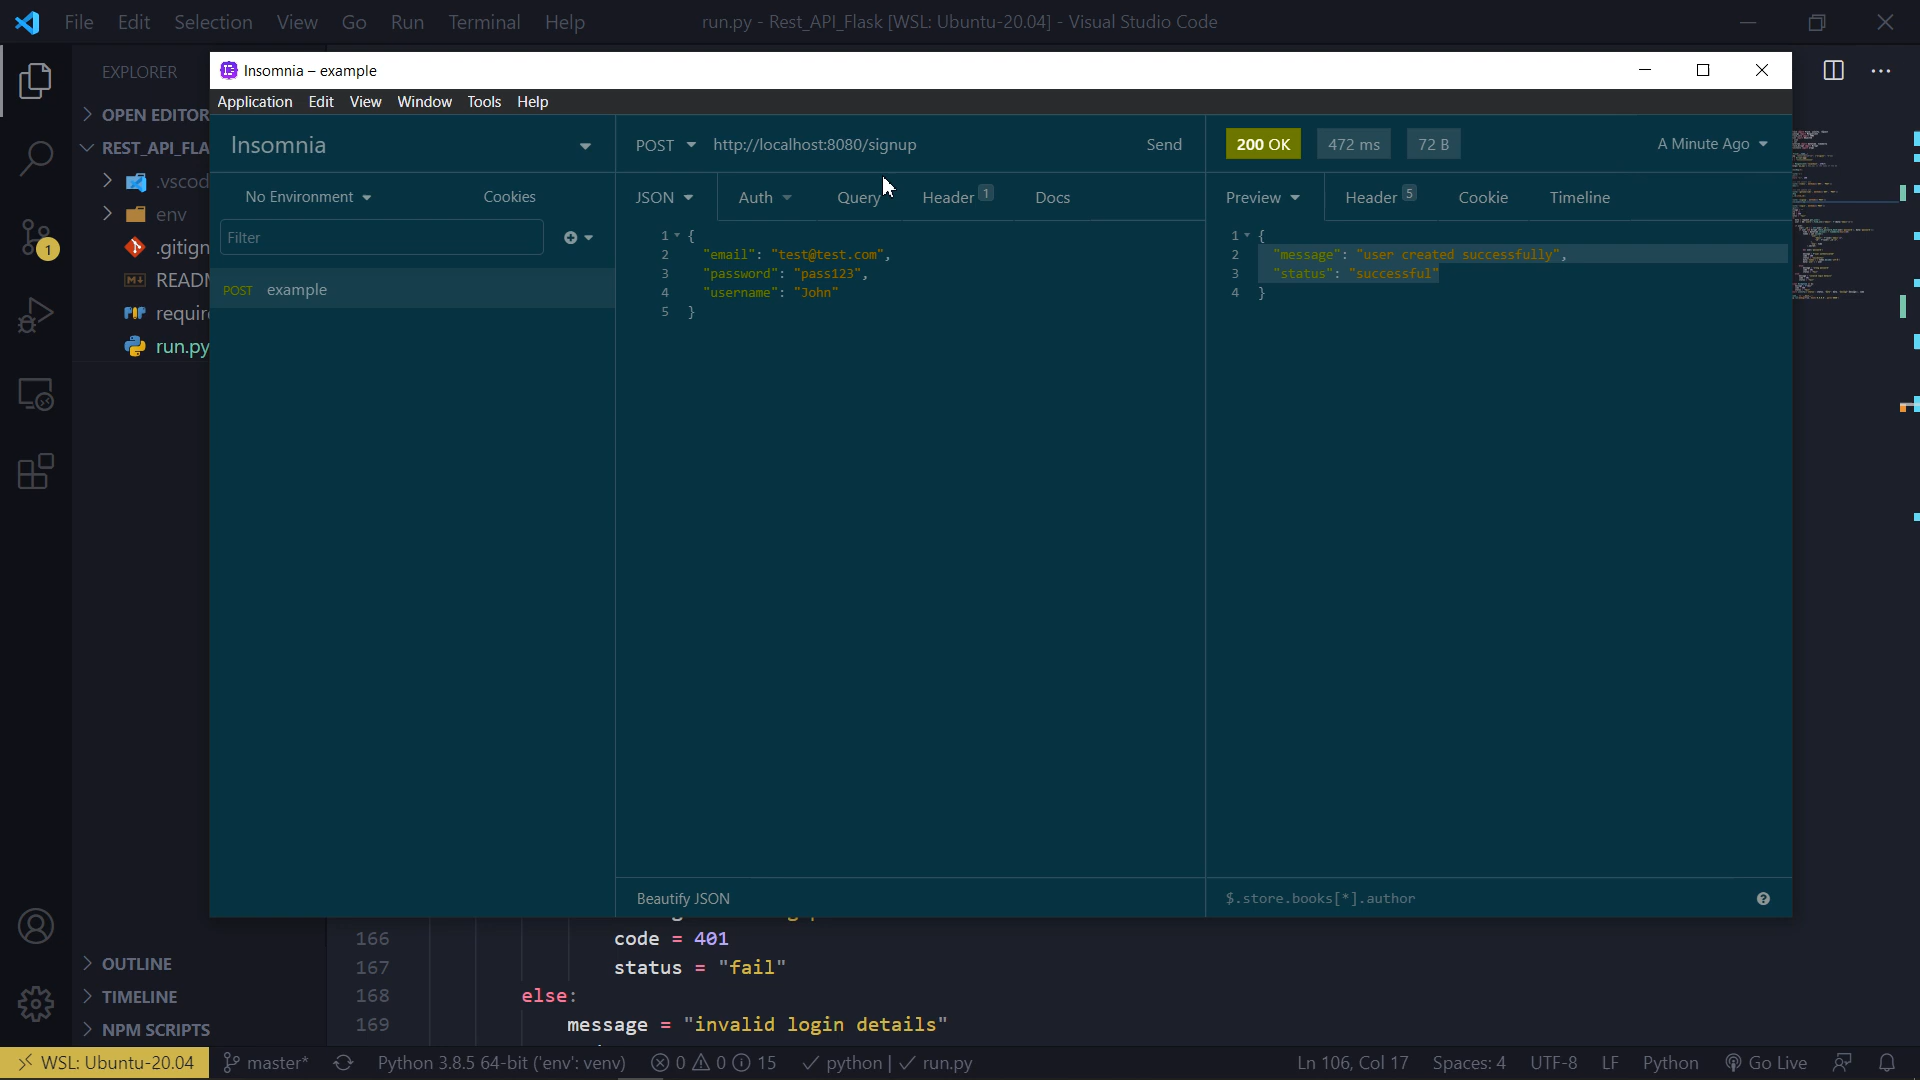 File Edit Selection View Go Run Terminal Help
run.py - Rest_API_Flask [WSL: Ubuntu-20.04] - Visual Studio Code
EXPLORER
OPEN EDITOR
REST_API_FLA
.vscod
env
.gitign
READ
requir
run.py
1
OUTLINE
TIMELINE
NPM SCRIPTS
Insomnia – example
Application Edit View Window Tools Help
Insomnia
No Environment
Cookies
Filter
POST example
POST http://localhost:8080/signup Send
JSON Auth Query Header 1 Docs
1 {
2 "email": "test@test.com",
3 "password": "pass123",
4 "username": "John"
5 }
Beautify JSON
200 OK 472 ms 72 B A Minute Ago
Preview Header 5 Cookie Timeline
1 {
2 "message": "user created successfully",
3 "status": "successful"
4 }
$.store.books[*].author
166 code = 401
167 status = "fail"
168 else:
169 message = "invalid login details"
WSL: Ubuntu-20.04 master* Python 3.8.5 64-bit ('env': venv) 0 0 15 python | run.py Ln 106, Col 17 Spaces: 4 UTF-8 LF Python Go Live